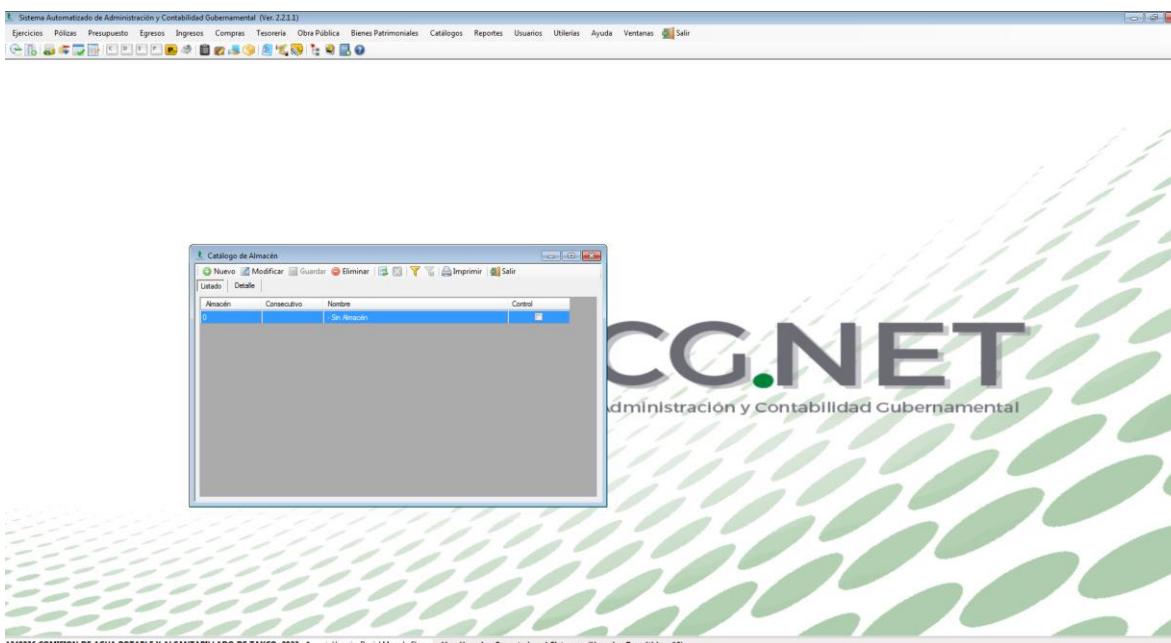 Sistema Automatizado de Administración y Contabilidad Gubernamental (Ver. 2.2.1.1)
Ejercicios Pólizas Presupuesto Egresos Ingresos Compras Tesorería Obra Pública Bienes Patrimoniales Catálogos Reportes Usuarios Utilerías Ayuda Ventanas Salir
Catálogo de Almacén
Nuevo Modificar Guardar Eliminar Imprimir Salir
Listado Detalle
Almacén Consecutivo Nombre Control
0 - Sin Almacén
CG.NET
dministración y Contabilidad Gubernamental